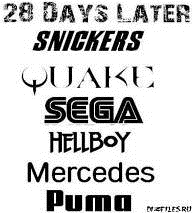 28 Days Later
SNICKERS
QUAKE
SEGA
HELLBOY
Mercedes
Puma